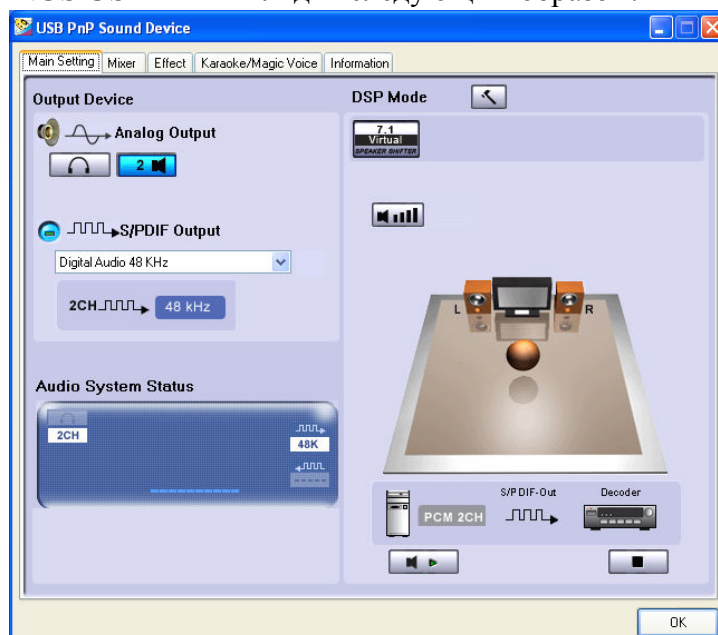 USB PnP Sound Device
Main Setting Mixer Effect Karaoke/Magic Voice Information
Output Device
Analog Output
2
S/PDIF Output
Digital Audio 48 KHz
2CH 48 kHz
Audio System Status
2CH
48K
-----
DSP Mode
7.1
Virtual
SPEAKER SHIFTER
L R
S/PDIF-Out Decoder
PCM 2CH
OK